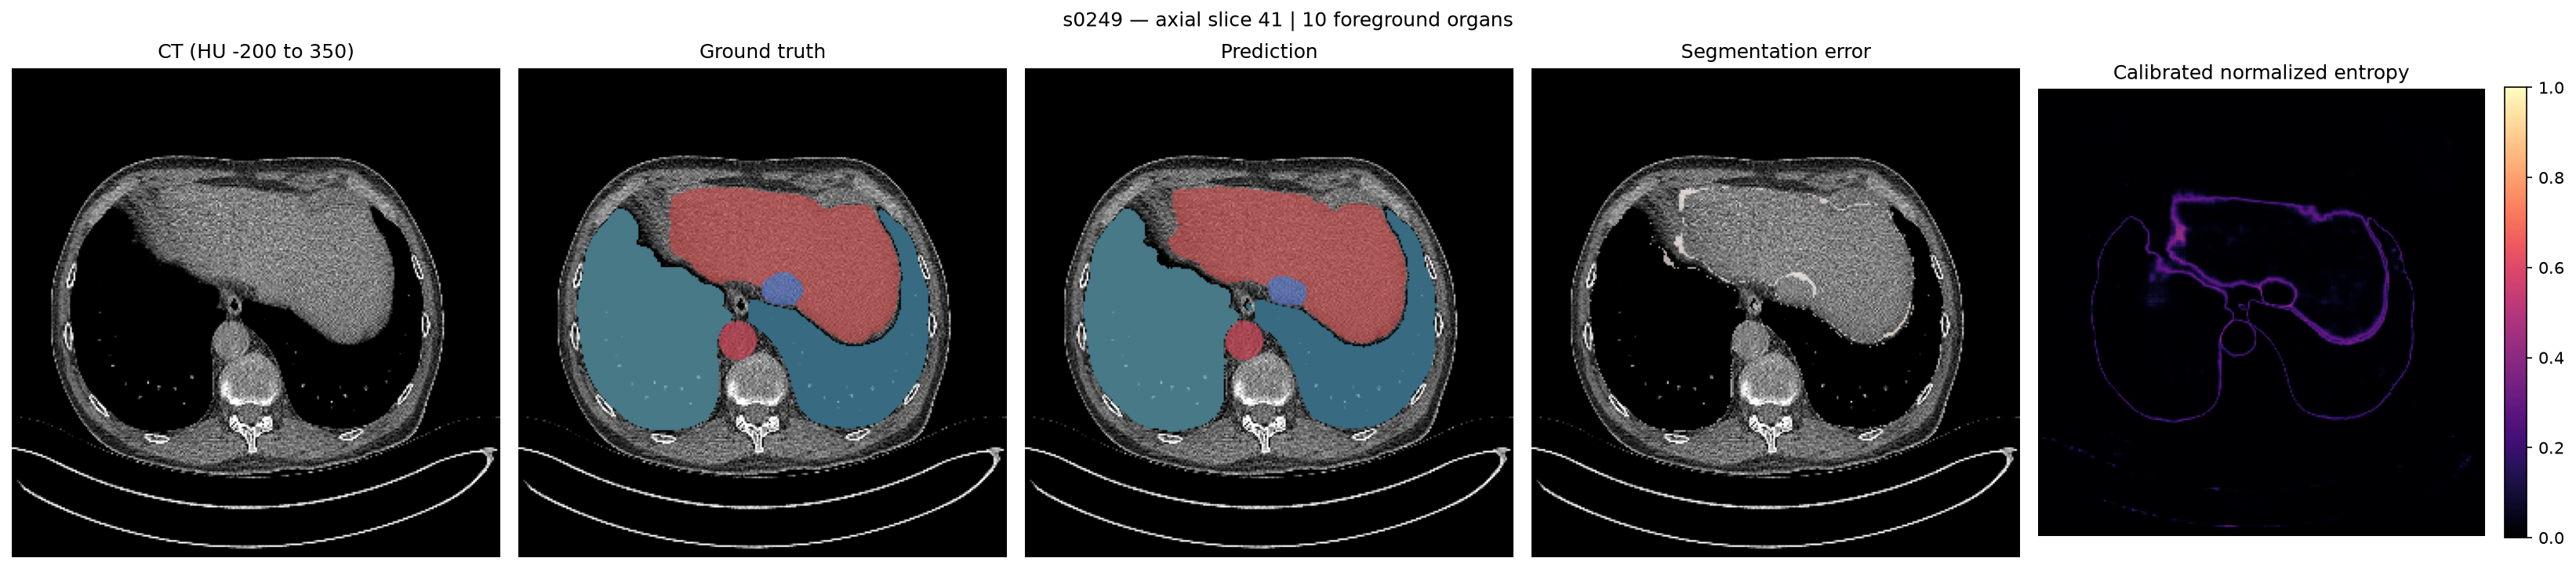 s0249 — axial slice 41 | 10 foreground organs
CT (HU -200 to 350)
Ground truth
Prediction
Segmentation error
Calibrated normalized entropy
1.0
0.8
0.6
0.4
0.2
0.0